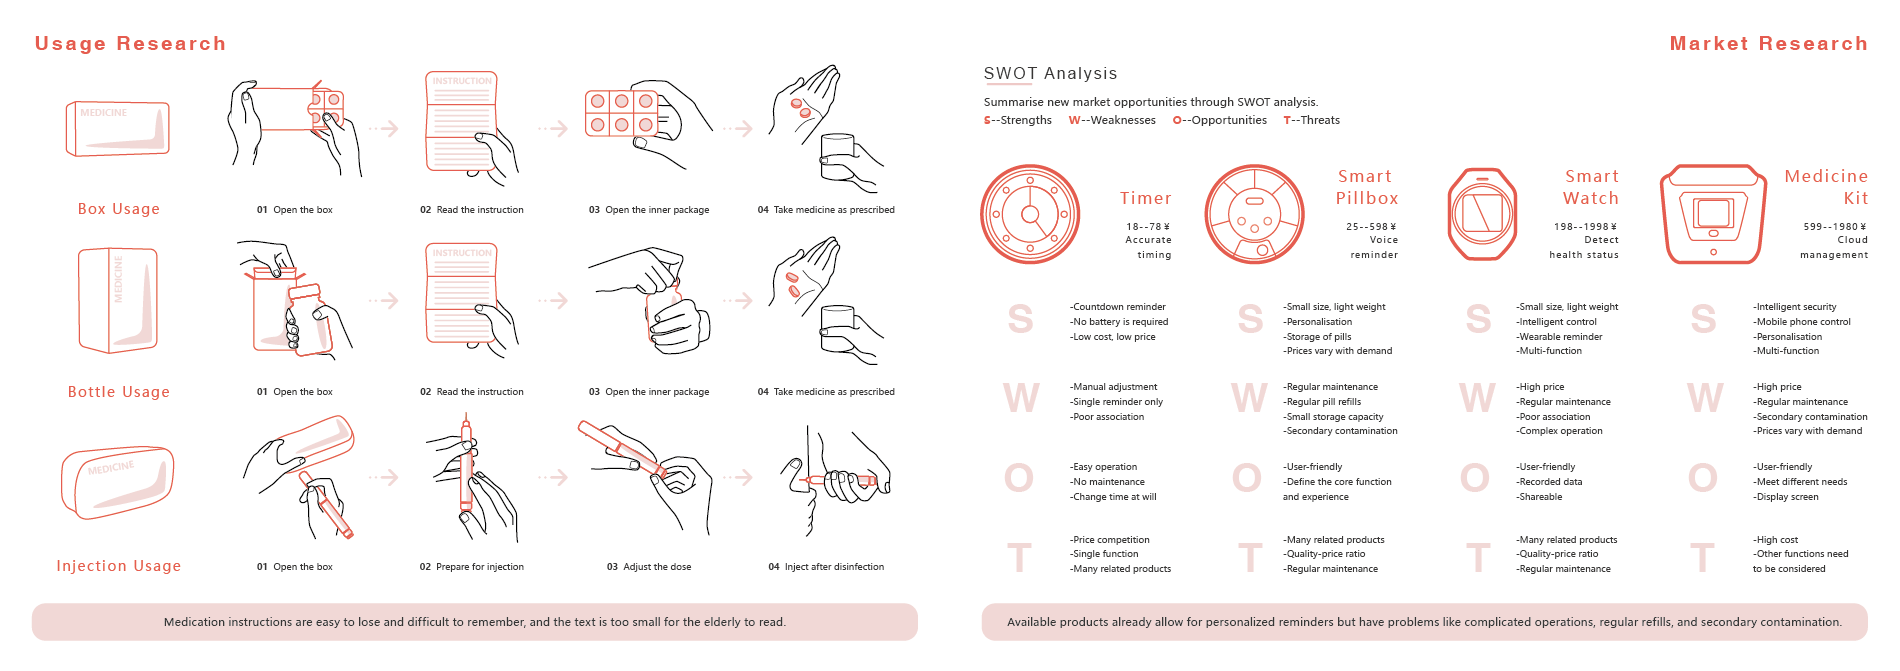 Usage Research
MEDICINE
INSTRUCTION
Box Usage
01 Open the box
02 Read the instruction
03 Open the inner package
04 Take medicine as prescribed
MEDICINE
INSTRUCTION
Bottle Usage
01 Open the box
02 Read the instruction
03 Open the inner package
04 Take medicine as prescribed
MEDICINE
Injection Usage
01 Open the box
02 Prepare for injection
03 Adjust the dose
04 Inject after disinfection
Medication instructions are easy to lose and difficult to remember, and the text is too small for the elderly to read.
Market Research
SWOT Analysis
Summarise new market opportunities through SWOT analysis.
S--Strengths W--Weaknesses O--Opportunities T--Threats
Timer
18--78 ¥
Accurate
timing
Smart
Pillbox
25--598 ¥
Voice
reminder
Smart
Watch
198--1998 ¥
Detect
health status
Medicine
Kit
599--1980 ¥
Cloud
management
S
-Countdown reminder
-No battery is required
-Low cost, low price
S
-Small size, light weight
-Personalisation
-Storage of pills
-Prices vary with demand
S
-Small size, light weight
-Intelligent control
-Wearable reminder
-Multi-function
S
-Intelligent security
-Mobile phone control
-Personalisation
-Multi-function
W
-Manual adjustment
-Single reminder only
-Poor association
W
-Regular maintenance
-Regular pill refills
-Small storage capacity
-Secondary contamination
W
-High price
-Regular maintenance
-Poor association
-Complex operation
W
-High price
-Regular maintenance
-Secondary contamination
-Prices vary with demand
O
-Easy operation
-No maintenance
-Change time at will
O
-User-friendly
-Define the core function
and experience
O
-User-friendly
-Recorded data
-Shareable
O
-User-friendly
-Meet different needs
-Display screen
T
-Price competition
-Single function
-Many related products
T
-Many related products
-Quality-price ratio
-Regular maintenance
T
-Many related products
-Quality-price ratio
-Regular maintenance
T
-High cost
-Other functions need
to be considered
Available products already allow for personalized reminders but have problems like complicated operations, regular refills, and secondary contamination.